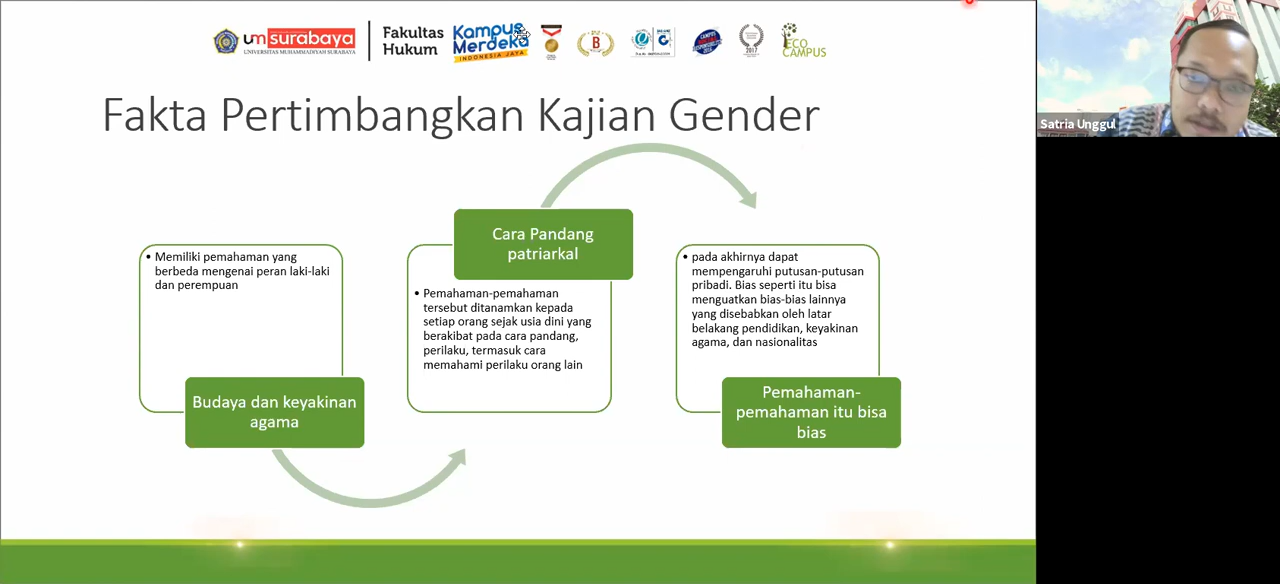 um surabaya
UNIVERSITAS MUHAMMADIYAH SURABAYA
Fakultas
Hukum
Kampus
Merdeka
INDONESIA JAYA
B
2017
ECO
CAMPUS
Satria Unggul
Fakta Pertimbangkan Kajian Gender
• Memiliki pemahaman yang
berbeda mengenai peran laki-laki
dan perempuan
Budaya dan keyakinan
agama
Cara Pandang
patriarkal
• Pemahaman-pemahaman
tersebut ditanamkan kepada
setiap orang sejak usia dini yang
berakibat pada cara pandang,
perilaku, termasuk cara
memahami perilaku orang lain
• pada akhirnya dapat
mempengaruhi putusan-putusan
pribadi. Bias seperti itu bisa
menguatkan bias-bias lainnya
yang disebabkan oleh latar
belakang pendidikan, keyakinan
agama, dan nasionalitas
Pemahaman-
pemahaman itu bisa
bias